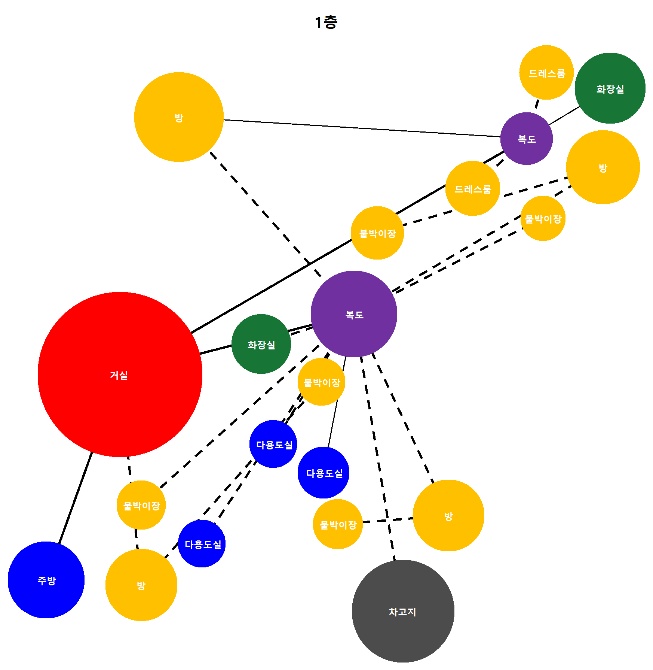 1층
드레스룸
화장실
방
복도
방
드레스룸
붙박이장
붙박이장
복도
화장실
거실
붙박이장
다용도실
다용도실
붙박이장
방
붙박이장
다용도실
주방
방
차고지